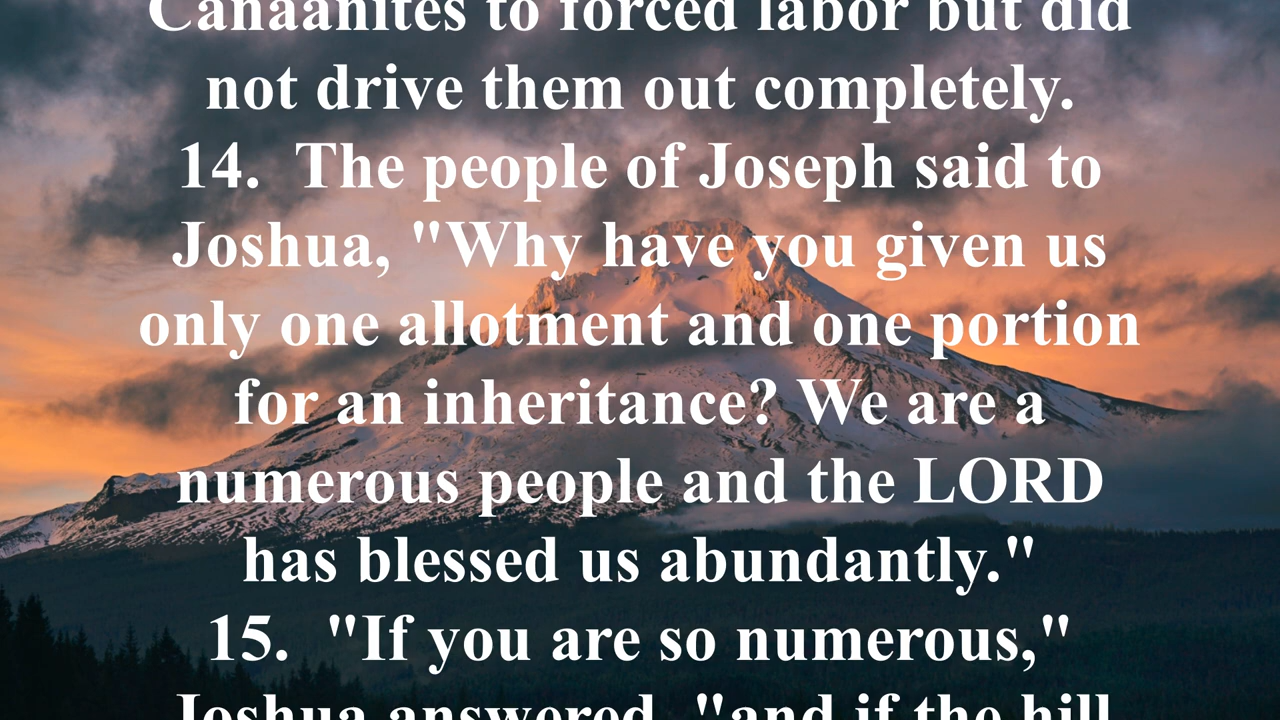 Canaanites to forced labor but did
not drive them out completely.
14.  The people of Joseph said to
Joshua, "Why have you given us
only one allotment and one portion
for an inheritance? We are a
numerous people and the LORD
has blessed us abundantly."
15.  "If you are so numerous,"
Joshua answered, "and if the hill